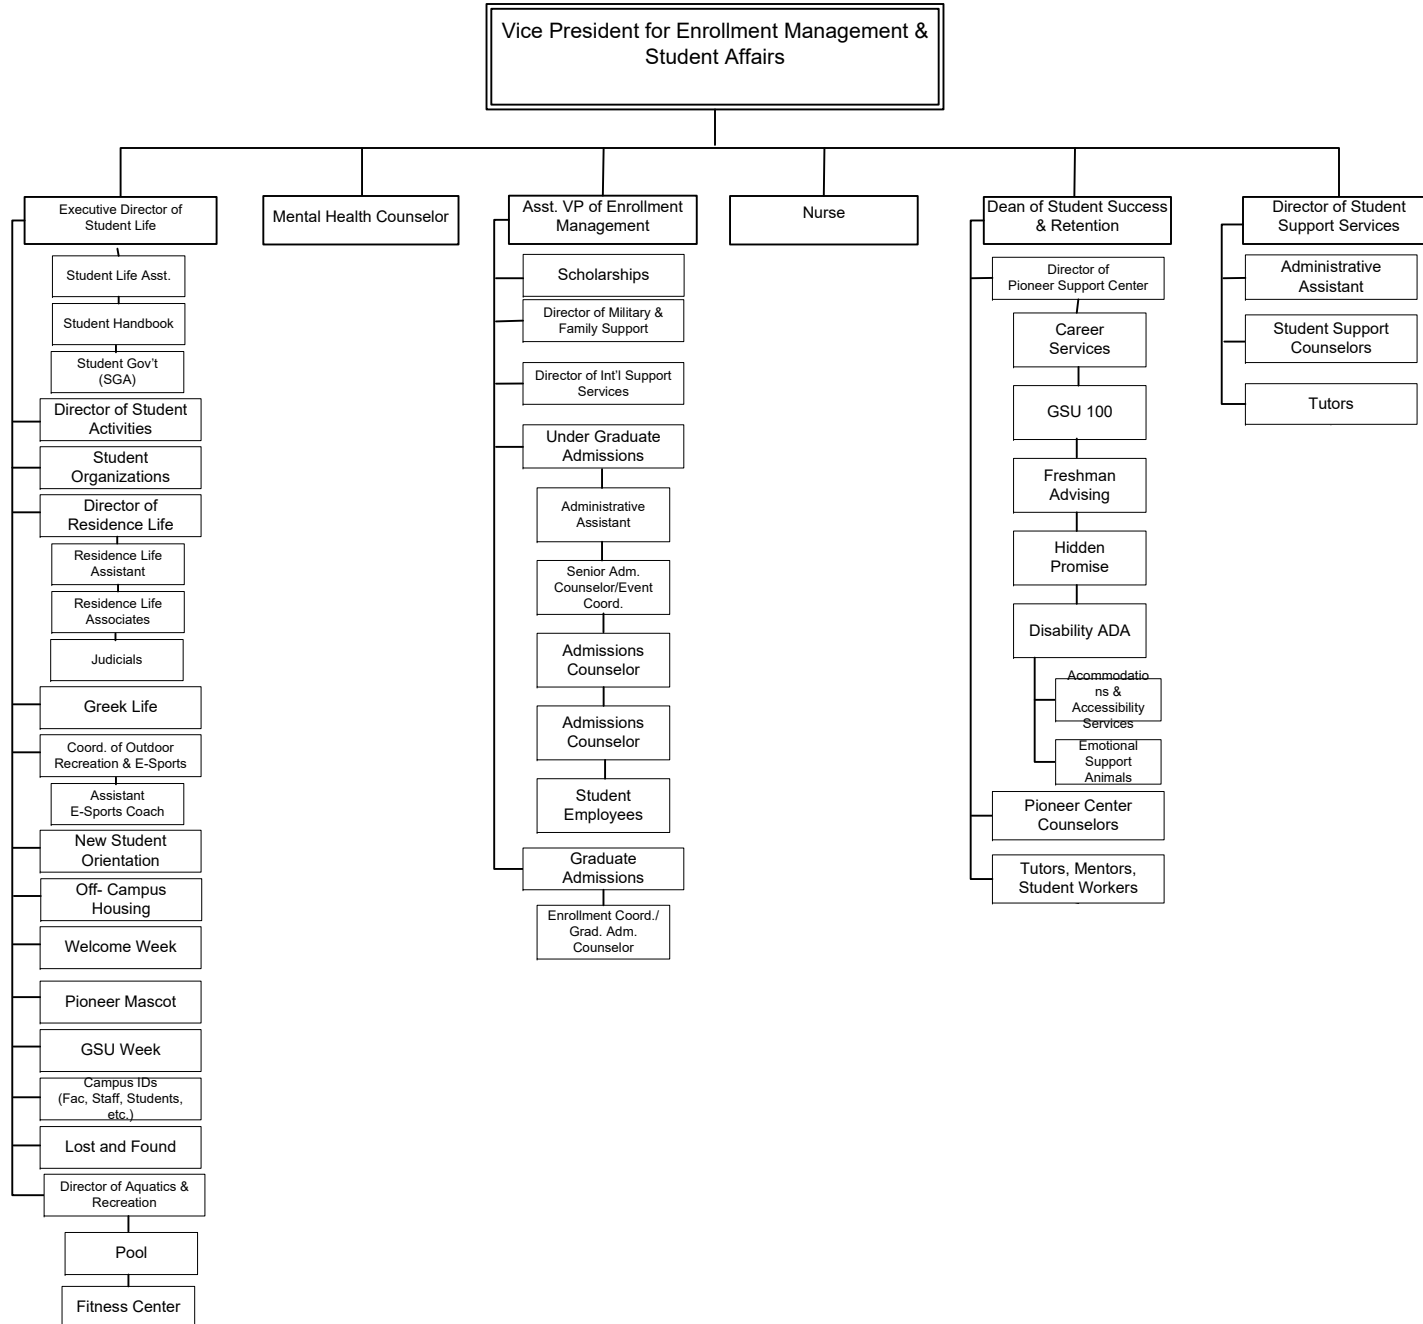 Vice President for Enrollment Management &
Student Affairs
Executive Director of
Student Life
Student Life Asst.
Student Handbook
Student Gov’t
(SGA)
Director of Student
Activities
Student
Organizations
Director of
Residence Life
Residence Life
Assistant
Residence Life
Associates
Judicials
Greek Life
Coord. of Outdoor
Recreation & E-Sports
Assistant
E-Sports Coach
New Student
Orientation
Off- Campus
Housing
Welcome Week
Pioneer Mascot
GSU Week
Campus IDs
(Fac, Staff, Students,
etc.)
Lost and Found
Director of Aquatics &
Recreation
Pool
Fitness Center
Mental Health Counselor
Asst. VP of Enrollment
Management
Scholarships
Director of Military &
Family Support
Director of Int’l Support
Services
Under Graduate
Admissions
Administrative
Assistant
Senior Adm.
Counselor/Event
Coord.
Admissions
Counselor
Admissions
Counselor
Student
Employees
Graduate
Admissions
Enrollment Coord./
Grad. Adm.
Counselor
Nurse
Dean of Student Success
& Retention
Director of
Pioneer Support Center
Career
Services
GSU 100
Freshman
Advising
Hidden
Promise
Disability ADA
Acommodatio
ns &
Accessibility
Services
Emotional
Support
Animals
Pioneer Center
Counselors
Tutors, Mentors,
Student Workers
Director of Student
Support Services
Administrative
Assistant
Student Support
Counselors
Tutors